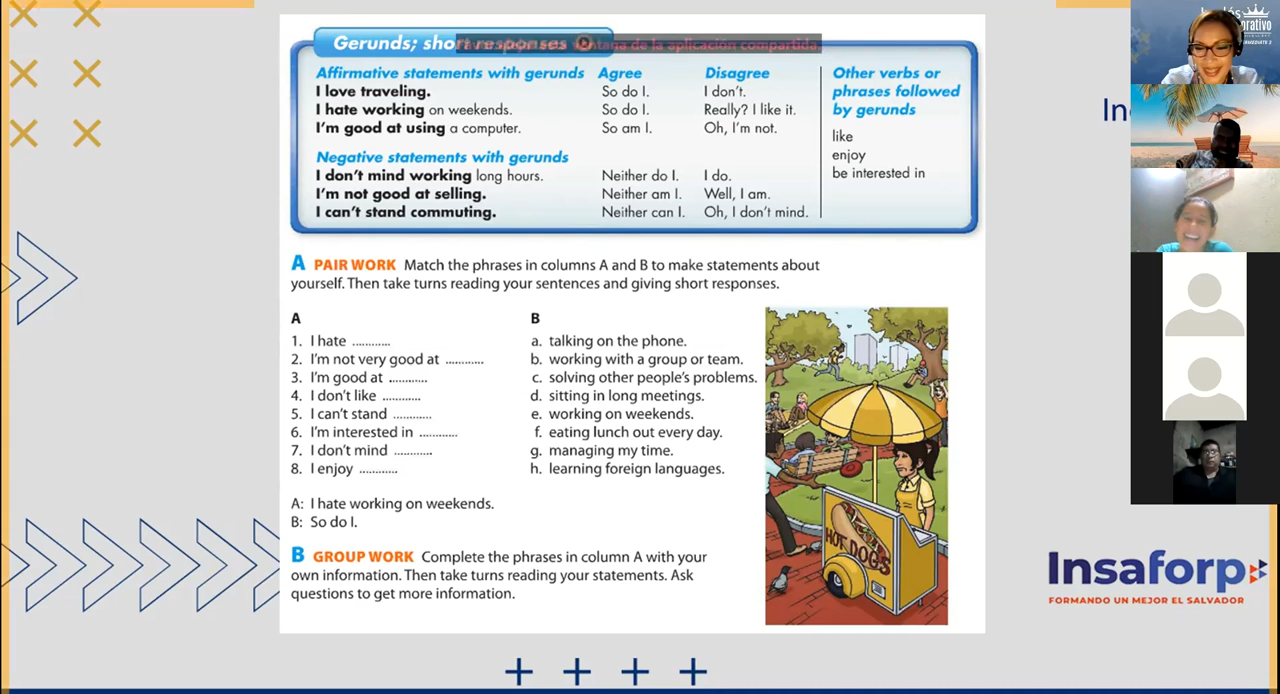 Gerunds; short responses
ventana de la aplicación compartida
Affirmative statements with gerunds Agree Disagree
I love traveling. So do I. I don't.
I hate working on weekends. So do I. Really? I like it.
I'm good at using a computer. So am I. Oh, I'm not.
Negative statements with gerunds
I don't mind working long hours. Neither do I. I do.
I'm not good at selling. Neither am I. Well, I am.
I can't stand commuting. Neither can I. Oh, I don't mind.
Other verbs or
phrases followed
by gerunds
like
enjoy
be interested in
A PAIR WORK Match the phrases in columns A and B to make statements about
yourself. Then take turns reading your sentences and giving short responses.
A
1. I hate ............
2. I'm not very good at ............
3. I'm good at ............
4. I don't like ............
5. I can't stand ............
6. I'm interested in ............
7. I don't mind ............
8. I enjoy ............
B
a. talking on the phone.
b. working with a group or team.
c. solving other people's problems.
d. sitting in long meetings.
e. working on weekends.
f. eating lunch out every day.
g. managing my time.
h. learning foreign languages.
A: I hate working on weekends.
B: So do I.
B GROUP WORK Complete the phrases in column A with your
own information. Then take turns reading your statements. Ask
questions to get more information.
HOT DOGS
In
Insaforp
FORMANDO UN MEJOR EL SALVADOR